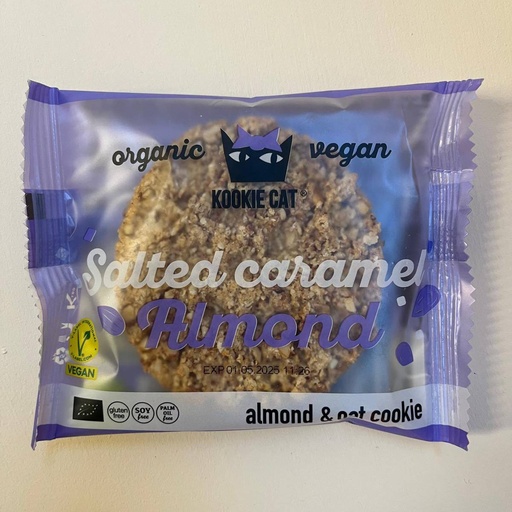 organic vegan
KOOKIE CAT®
Salted caramel
Almond
EXP 01.05.2025 11:26
VEGAN
gluten free SOY free PALM OIL free
almond & oat cookie